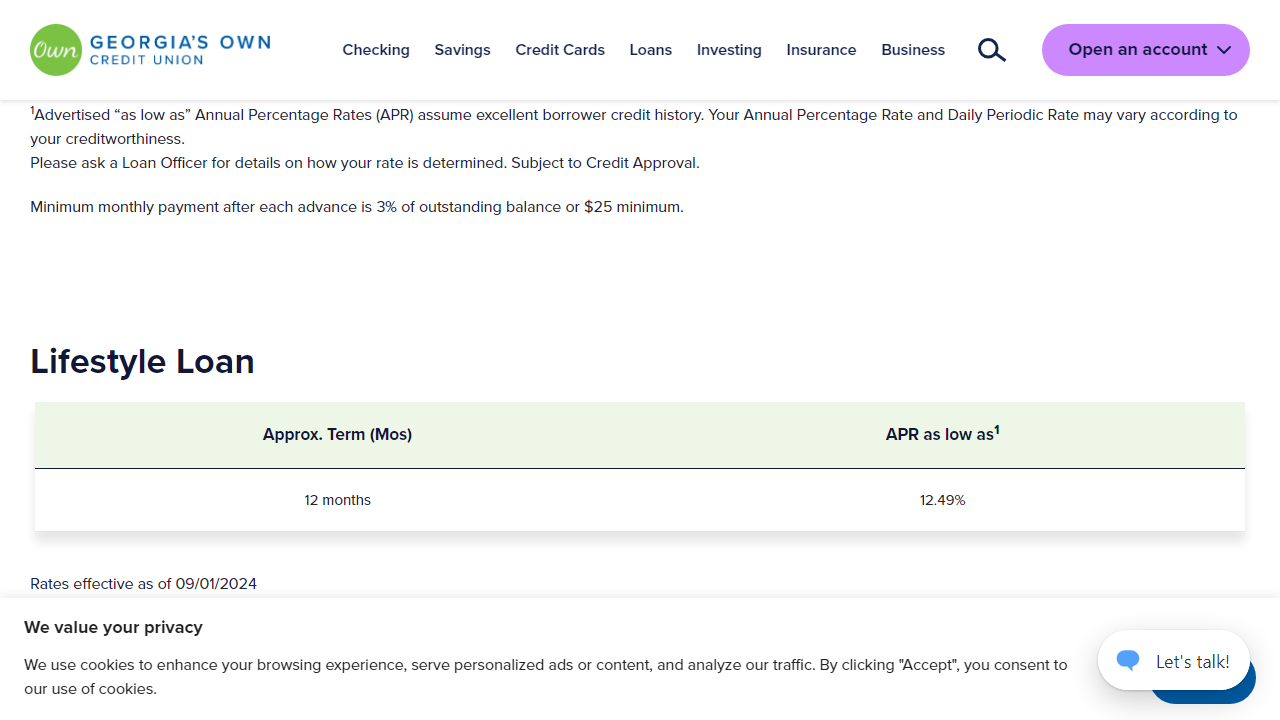 Own GEORGIA'S OWN
CREDIT UNION
Checking Savings Credit Cards Loans Investing Insurance Business Open an account
¹Advertised “as low as” Annual Percentage Rates (APR) assume excellent borrower credit history. Your Annual Percentage Rate and Daily Periodic Rate may vary according to
your creditworthiness.
Please ask a Loan Officer for details on how your rate is determined. Subject to Credit Approval.
Minimum monthly payment after each advance is 3% of outstanding balance or $25 minimum.
Lifestyle Loan
Approx. Term (Mos) APR as low as¹
12 months 12.49%
Rates effective as of 09/01/2024
We value your privacy
We use cookies to enhance your browsing experience, serve personalized ads or content, and analyze our traffic. By clicking "Accept", you consent to
our use of cookies.
Let's talk!